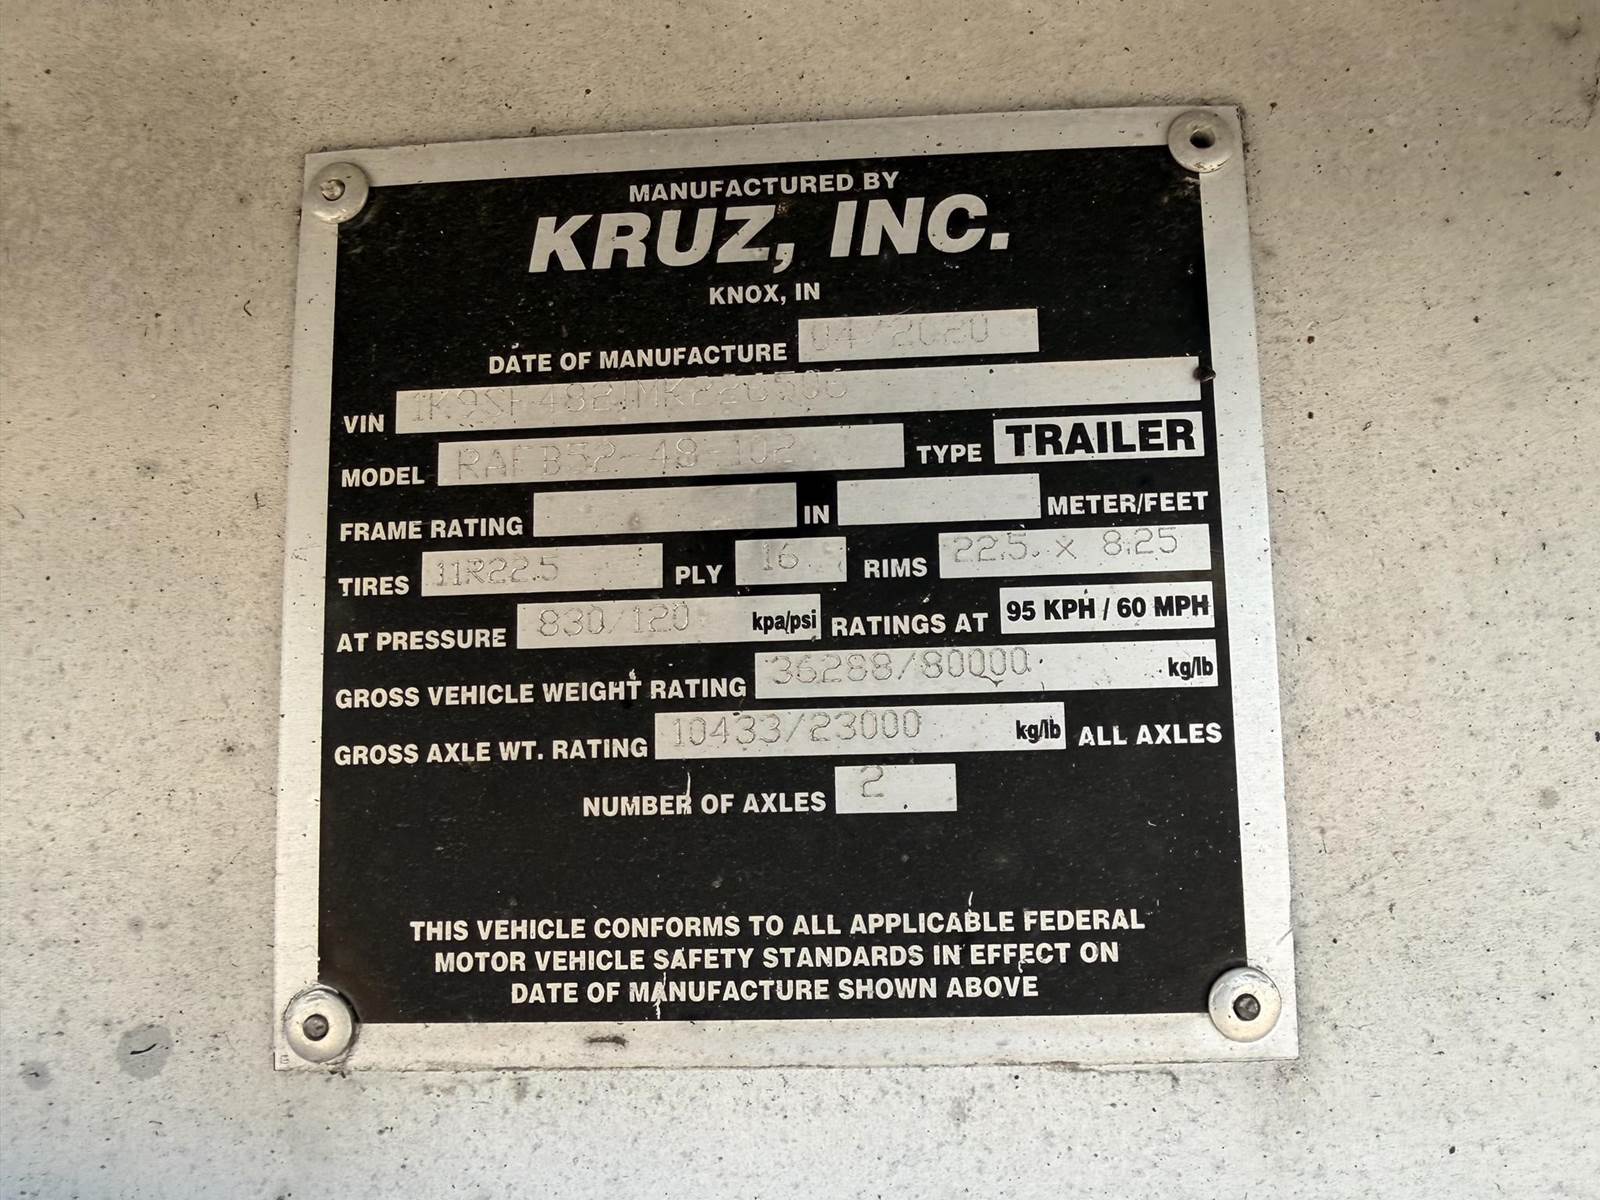 MANUFACTURED BY
KRUZ, INC.
KNOX, IN
DATE OF MANUFACTURE 04/2020
VIN
MODEL TYPE TRAILER
FRAME RATING IN METER/FEET
TIRES 11R22.5 PLY 16 RIMS 22.5 x 8.25
AT PRESSURE 830/120 kpa/psi RATINGS AT 95 KPH / 60 MPH
GROSS VEHICLE WEIGHT RATING 36288/80000 kg/lb
GROSS AXLE WT. RATING 10433/23000 kg/lb ALL AXLES
NUMBER OF AXLES 2
THIS VEHICLE CONFORMS TO ALL APPLICABLE FEDERAL
MOTOR VEHICLE SAFETY STANDARDS IN EFFECT ON
DATE OF MANUFACTURE SHOWN ABOVE